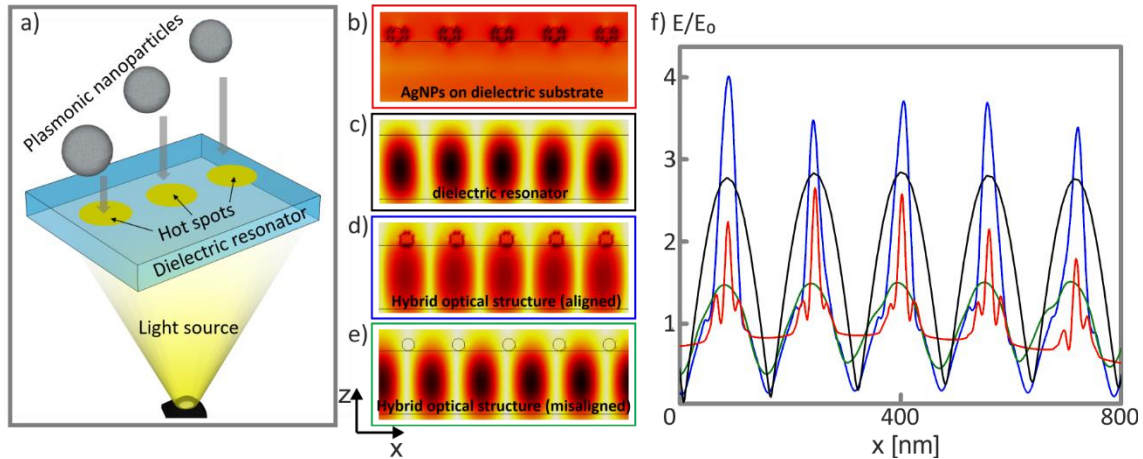 a)
Plasmonic nanoparticles
Hot spots
Dielectric resonator
Light source
b)
AgNPs on dielectric substrate
c)
dielectric resonator
d)
Hybrid optical structure (aligned)
e)
Hybrid optical structure (misaligned)
z
x
f) E/E₀
4
3
2
1
0
0 400 800
x [nm]